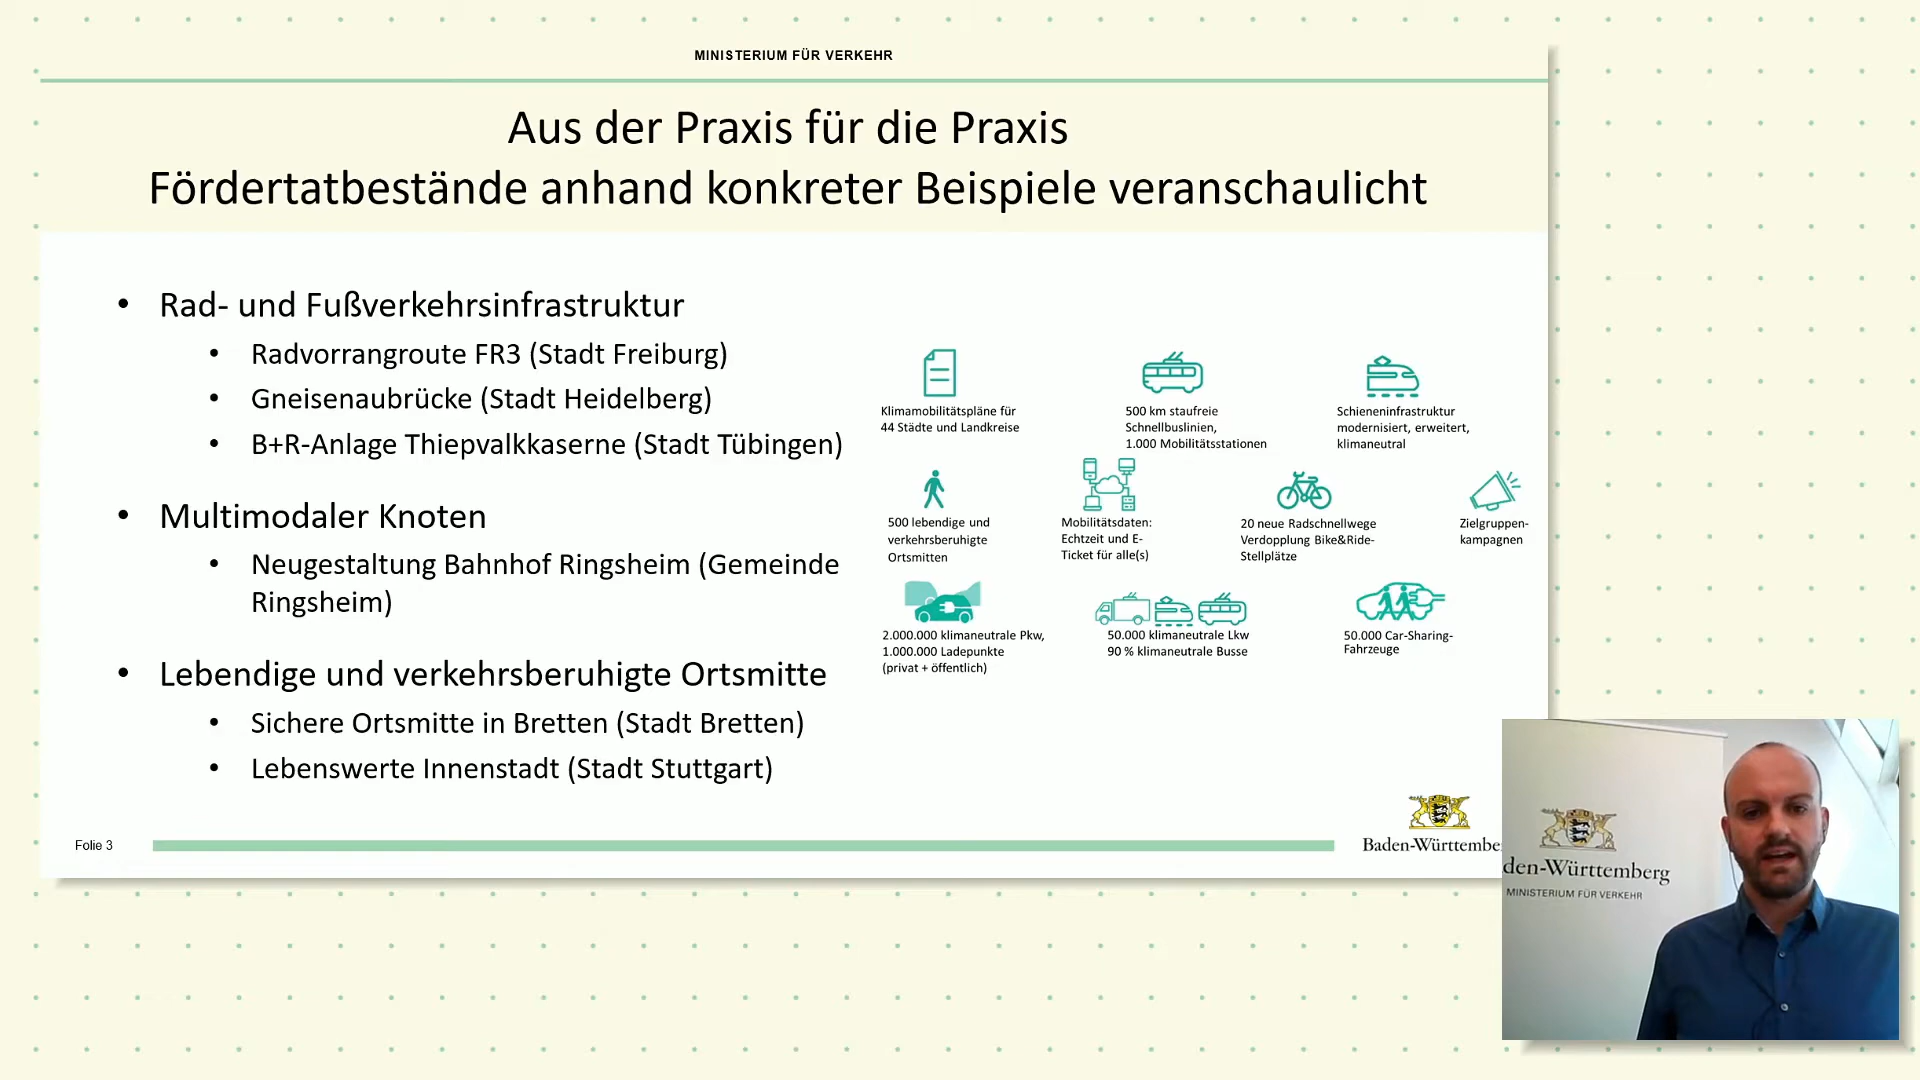 MINISTERIUM FÜR VERKEHR
Aus der Praxis für die Praxis
Fördertatbestände anhand konkreter Beispiele veranschaulicht
• Rad- und Fußverkehrsinfrastruktur
• Radvorrangroute FR3 (Stadt Freiburg)
• Gneisenaubrücke (Stadt Heidelberg)
• B+R-Anlage Thiepvalkkaserne (Stadt Tübingen)
• Multimodaler Knoten
• Neugestaltung Bahnhof Ringsheim (Gemeinde
Ringsheim)
• Lebendige und verkehrsberuhigte Ortsmitte
• Sichere Ortsmitte in Bretten (Stadt Bretten)
• Lebenswerte Innenstadt (Stadt Stuttgart)
Klimamobilitätspläne für
44 Städte und Landkreise
500 km staufreie
Schnellbuslinien,
1.000 Mobilitätsstationen
Schieneninfrastruktur
modernisiert, erweitert,
klimaneutral
500 lebendige und
verkehrsberuhigte
Ortsmitten
Mobilitätsdaten:
Echtzeit und E-
Ticket für alle(s)
20 neue Radschnellwege
Verdopplung Bike&Ride-
Stellplätze
Zielgruppen-
kampagnen
2.000.000 klimaneutrale Pkw,
1.000.000 Ladepunkte
(privat + öffentlich)
50.000 klimaneutrale Lkw
90 % klimaneutrale Busse
50.000 Car-Sharing-
Fahrzeuge
Folie 3
Baden-Württembe
den-Württemberg
MINISTERIUM FÜR VERKEHR